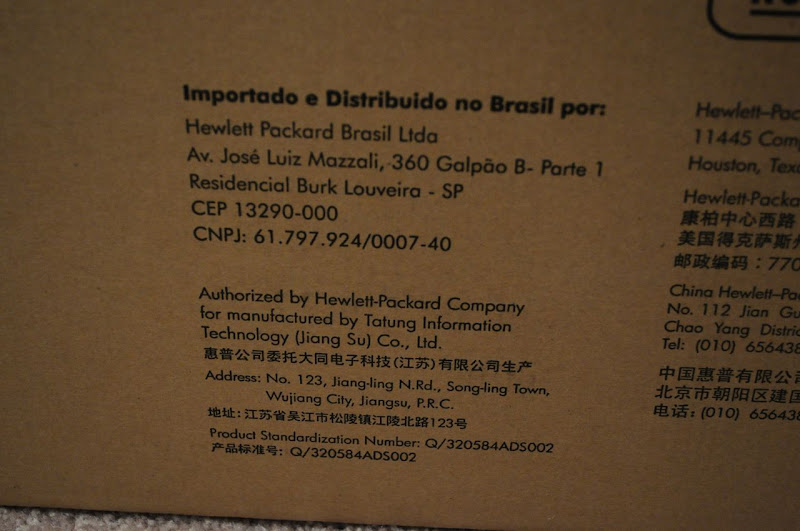 Importado e Distribuido no Brasil por:
Hewlett Packard Brasil Ltda
Av. José Luiz Mazzali, 360 Galpão B- Parte 1
Residencial Burk Louveira - SP
CEP 13290-000
CNPJ: 61.797.924/0007-40
Authorized by Hewlett-Packard Company
for manufactured by Tatung Information
Technology (Jiang Su) Co., Ltd.
惠普公司委托大同电子科技(江苏)有限公司生产
Address: No. 123, Jiang-ling N.Rd., Song-ling Town,
Wujiang City, Jiangsu, P.R.C.
地址: 江苏省吴江市松陵镇江陵北路123号
Product Standardization Number: Q/320584ADS002
产品标准号: Q/320584ADS002
Hewlett-Pac
11445 Com
Houston, Texa
Hewlett-Packa
康柏中心西路
美国得克萨斯州
邮政编码：770
China Hewlett-Pa
No. 112 Jian Gu
Chao Yang Distric
Tel: (010) 656438
中国惠普有限公司
北京市朝阳区建国
电话: (010) 656438